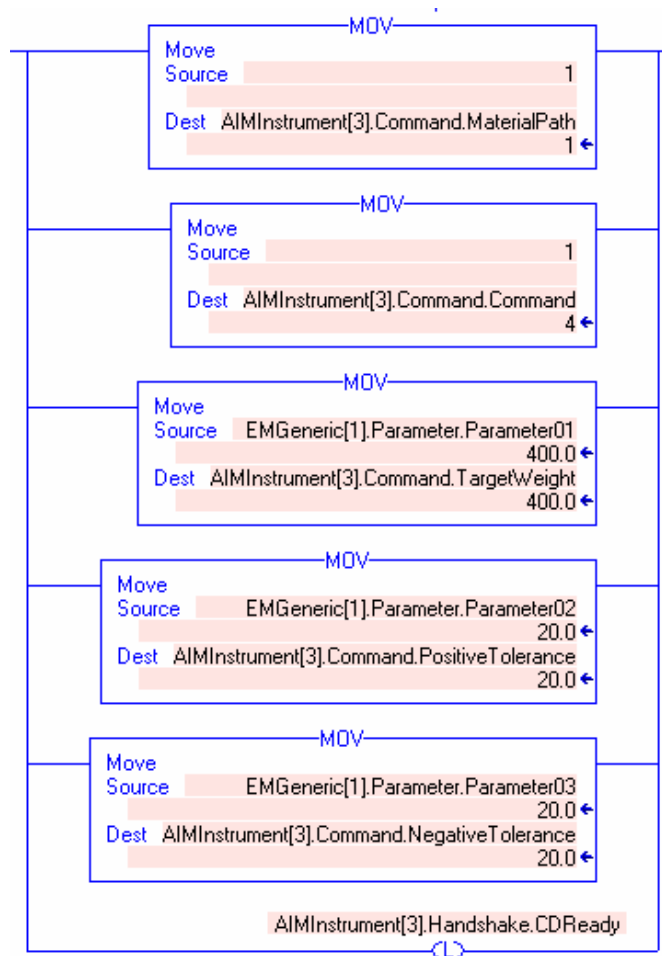 MOV
Move
Source 1
Dest AIMInstrument[3].Command.MaterialPath
1
MOV
Move
Source 1
Dest AIMInstrument[3].Command.Command
4
MOV
Move
Source EMGeneric[1].Parameter.Parameter01
400.0
Dest AIMInstrument[3].Command.TargetWeight
400.0
MOV
Move
Source EMGeneric[1].Parameter.Parameter02
20.0
Dest AIMInstrument[3].Command.PositiveTolerance
20.0
MOV
Move
Source EMGeneric[1].Parameter.Parameter03
20.0
Dest AIMInstrument[3].Command.NegativeTolerance
20.0
AIMInstrument[3].Handshake.CDReady
L